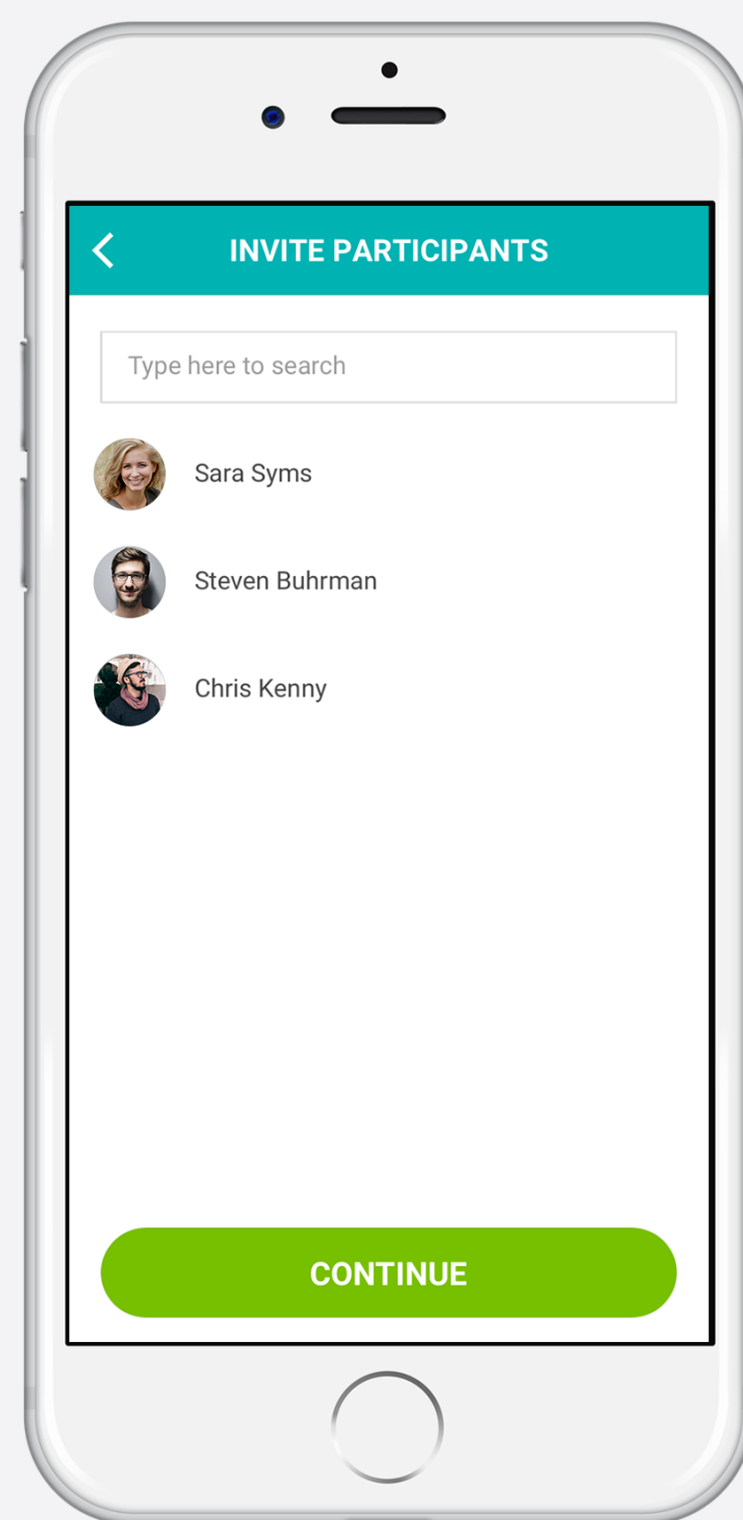 INVITE PARTICIPANTS
Type here to search
Sara Syms
Steven Buhrman
Chris Kenny
CONTINUE